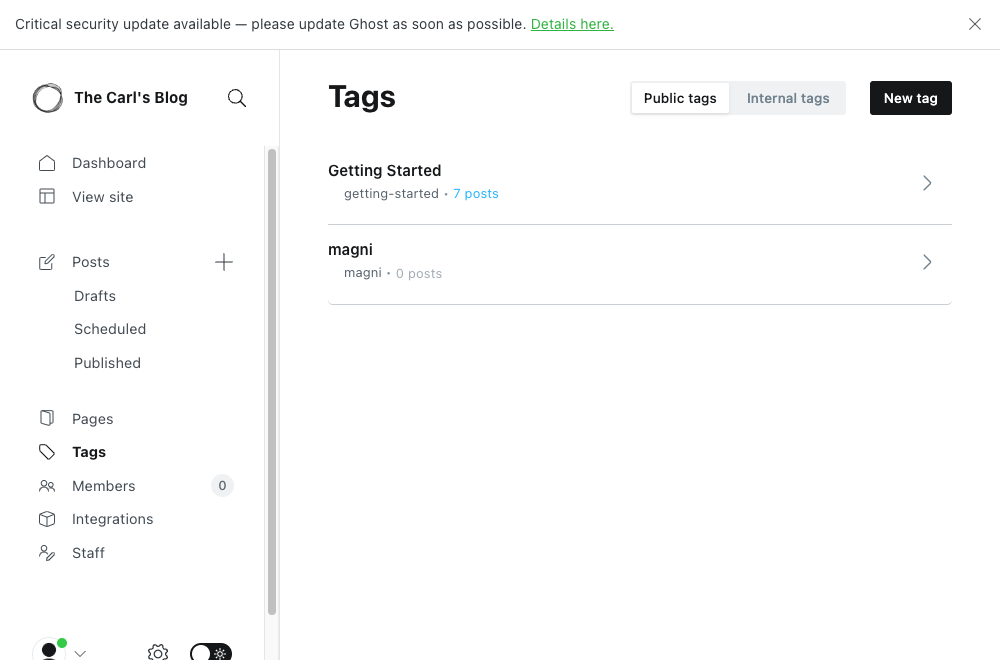 Critical security update available — please update Ghost as soon as possible. Details here.
The Carl's Blog
Dashboard
View site
Posts
Drafts
Scheduled
Published
Pages
Tags
Members 0
Integrations
Staff
Tags
Public tags Internal tags
New tag
Getting Started
getting-started • 7 posts
magni
magni • 0 posts